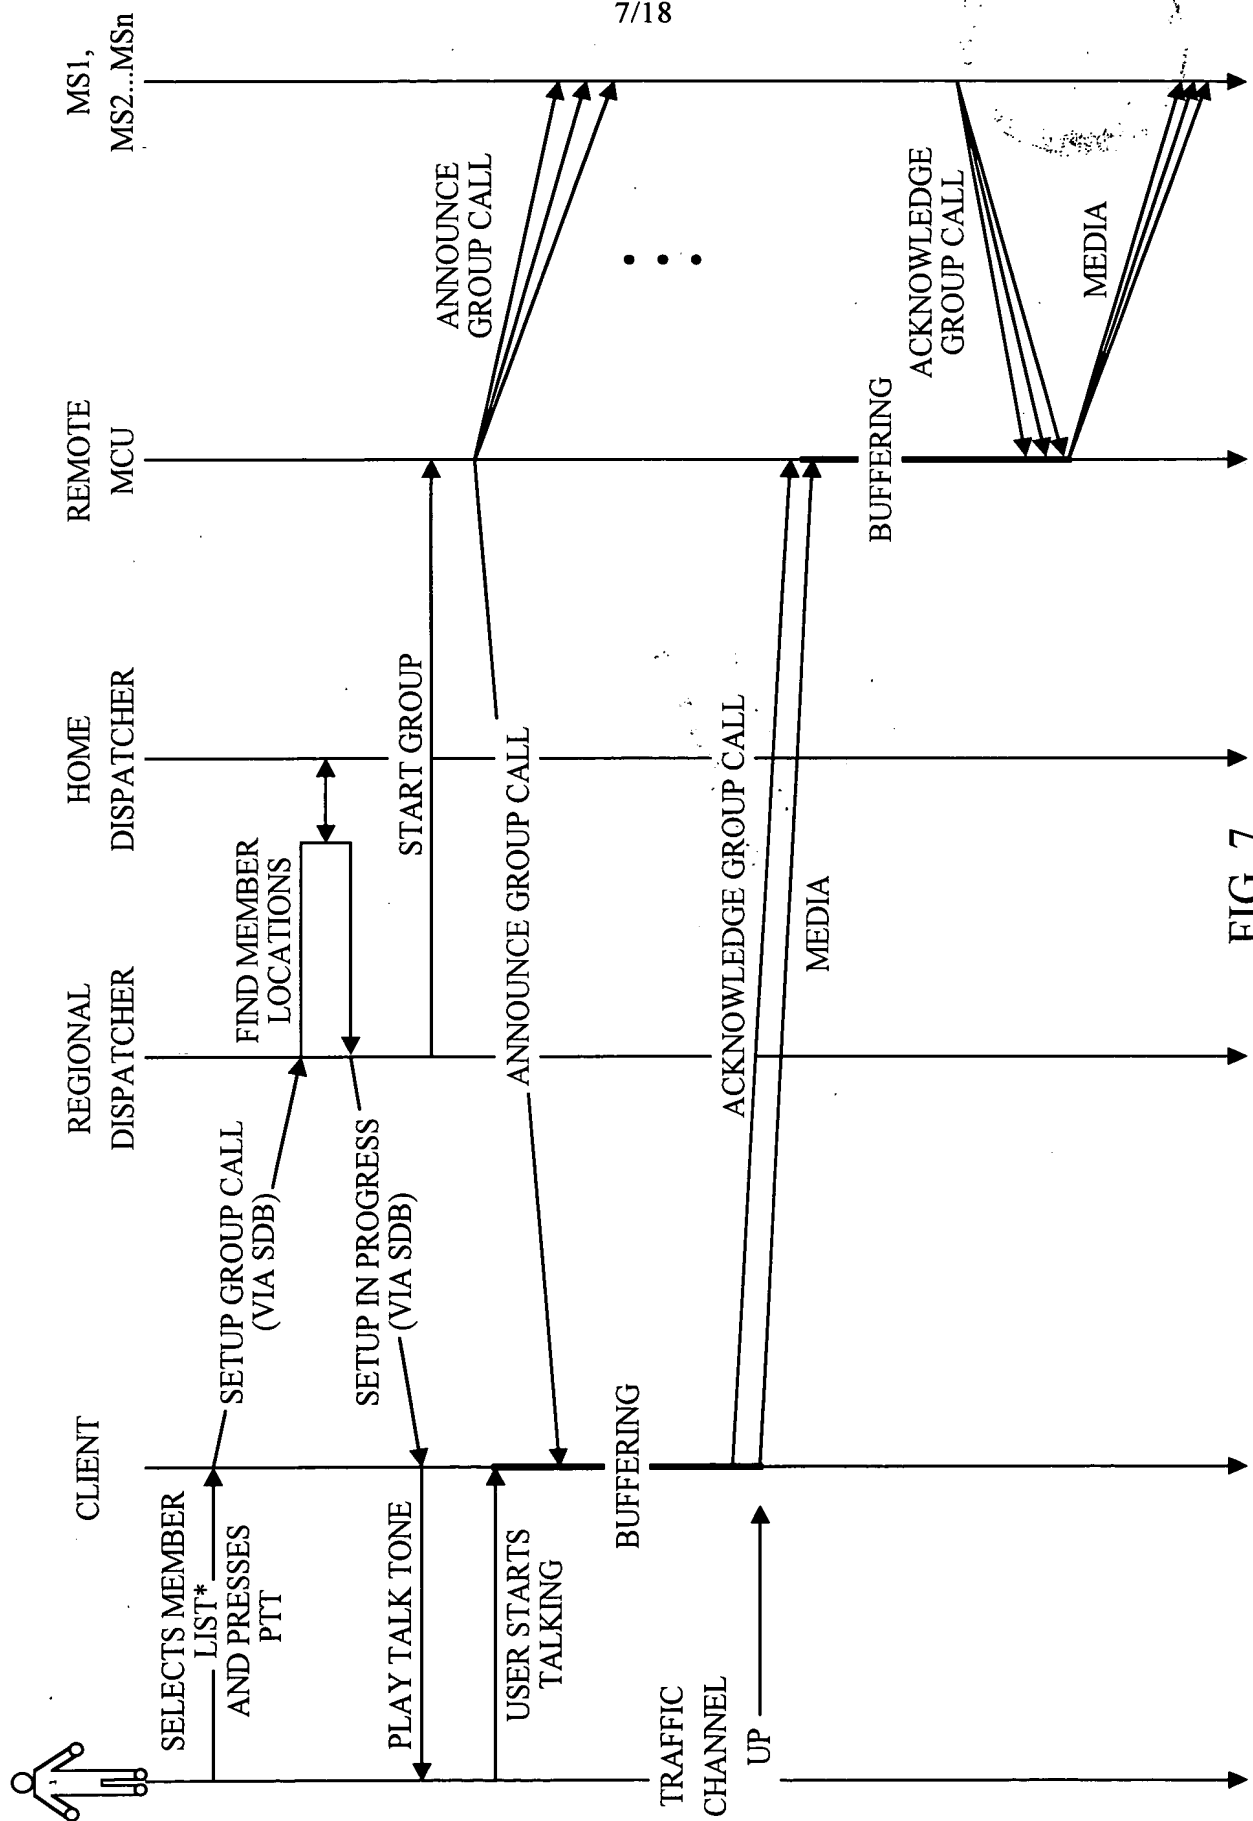 7/18
CLIENT
REGIONAL
DISPATCHER
HOME
DISPATCHER
REMOTE
MCU
MS1,
MS2...MSn
SELECTS MEMBER
LIST*
AND PRESSES
PTT
SETUP GROUP CALL
(VIA SDB)
FIND MEMBER
LOCATIONS
SETUP IN PROGRESS
(VIA SDB)
PLAY TALK TONE
START GROUP
ANNOUNCE
GROUP CALL
USER STARTS
TALKING
ANNOUNCE GROUP CALL
BUFFERING
TRAFFIC
CHANNEL
UP
ACKNOWLEDGE GROUP CALL
MEDIA
BUFFERING
ACKNOWLEDGE
GROUP CALL
MEDIA
FIG. 7